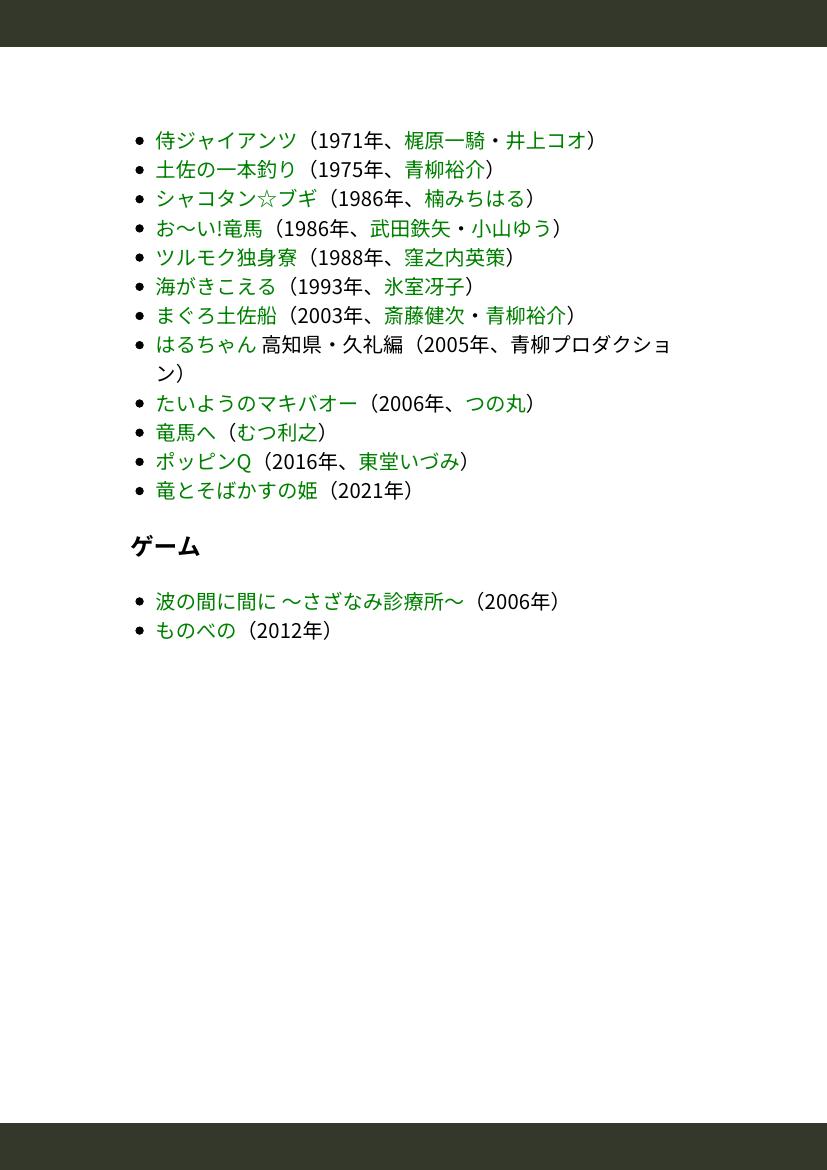 侍ジャイアンツ（1971年、梶原一騎・井上コオ）
土佐の一本釣り（1975年、青柳裕介）
シャコタン☆ブギ（1986年、楠みちはる）
お〜い!竜馬（1986年、武田鉄矢・小山ゆう）
ツルモク独身寮（1988年、窪之内英策）
海がきこえる（1993年、氷室冴子）
まぐろ土佐船（2003年、斎藤健次・青柳裕介）
はるちゃん 高知県・久礼編（2005年、青柳プロダクショ
ン）
たいようのマキバオー（2006年、つの丸）
竜馬へ（むつ利之）
ポッピンQ（2016年、東堂いづみ）
竜とそばかすの姫（2021年）
ゲーム
波の間に間に 〜さざなみ診療所〜（2006年）
ものべの（2012年）